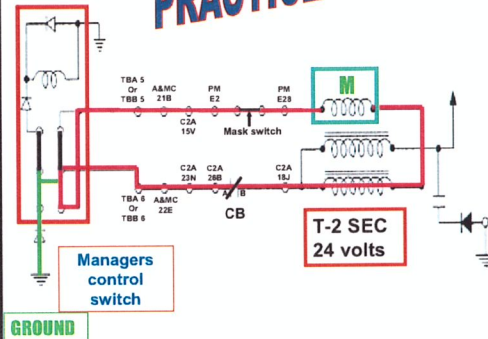 PRACTICE
TBA 5
Or
TBB 5
A&MC
21B
PM
E2
PM
E28
M
C2A
15V
Mask switch
C2A
23N
C2A
26B
C2A
18J
A
B
TBA 6
Or
TBB 6
A&MC
22E
CB
T-2 SEC
24 volts
Managers
control
switch
GROUND